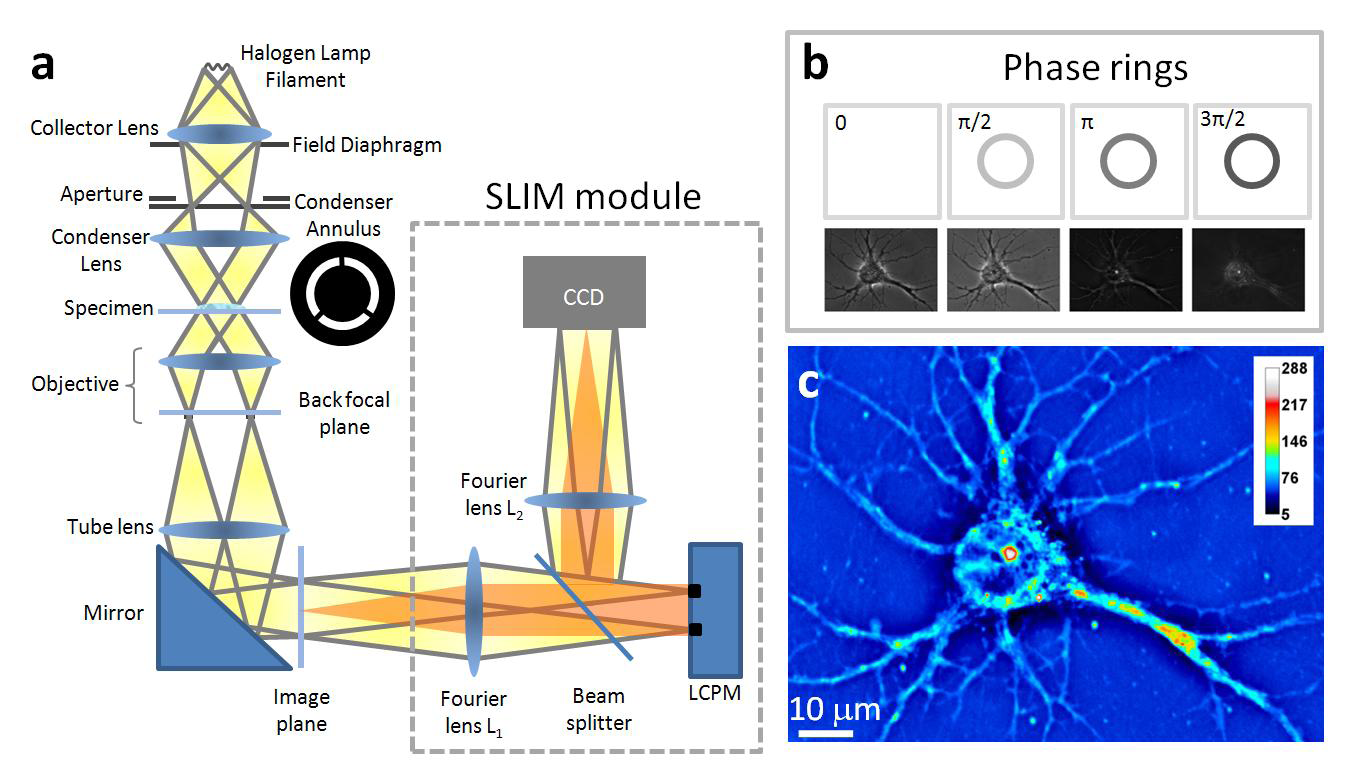 a
Halogen Lamp
Filament
Collector Lens
Field Diaphragm
Aperture
Condenser
Annulus
Condenser
Lens
Specimen
Objective
Back focal
plane
Tube lens
Mirror
Image
plane
SLIM module
CCD
Fourier
lens L₂
Fourier
lens L₁
Beam
splitter
LCPM
b
Phase rings
0
π/2
π
3π/2
c
288
217
146
76
5
10 μm